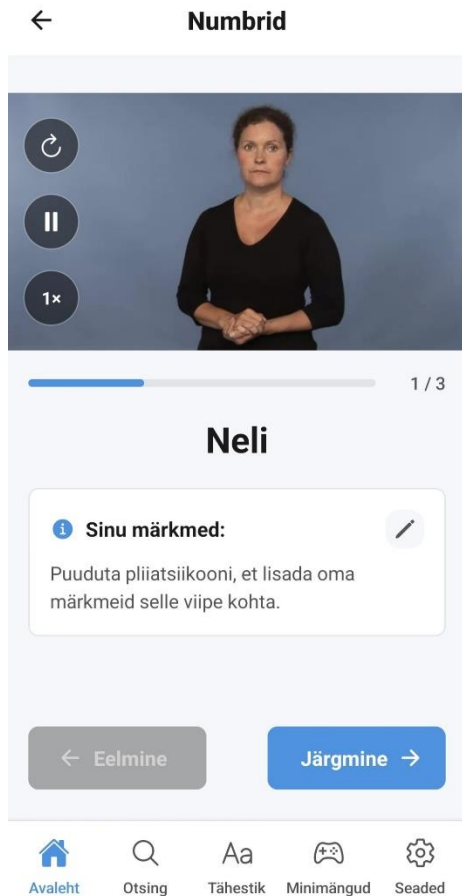 Numbrid
1×
1 / 3
Neli
Sinu märkmed:
Puuduta pliiatsiikooni, et lisada oma
märkmeid selle viipe kohta.
Eelmine
Järgmine
Aa
Avaleht
Otsing
Tähestik
Minimängud
Seaded